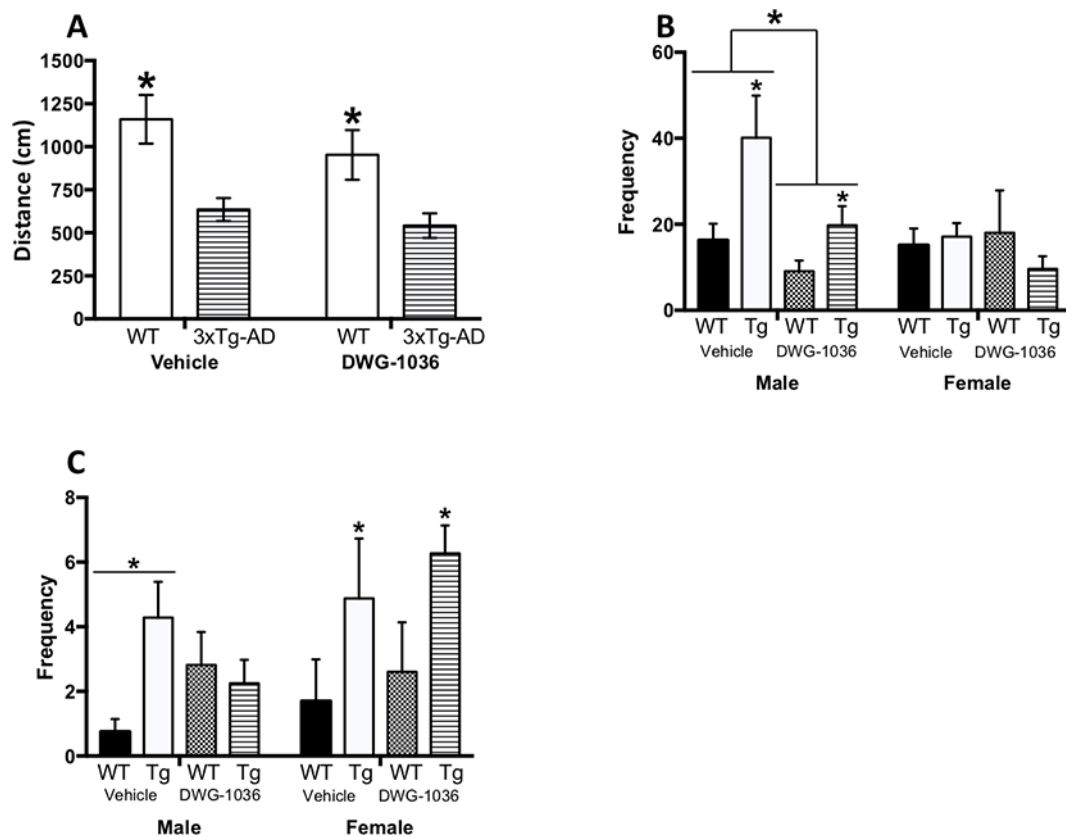 A
1500
1250
1000
750
500
250
0
Distance (cm)
*
*
WT 3xTg-AD WT 3xTg-AD
Vehicle DWG-1036
B
60
40
20
0
Frequency
*
*
*
WT Tg WT Tg WT Tg WT Tg
Vehicle DWG-1036 Vehicle DWG-1036
Male Female
C
8
6
4
2
0
Frequency
*
*
*
WT Tg WT Tg WT Tg WT Tg
Vehicle DWG-1036 Vehicle DWG-1036
Male Female